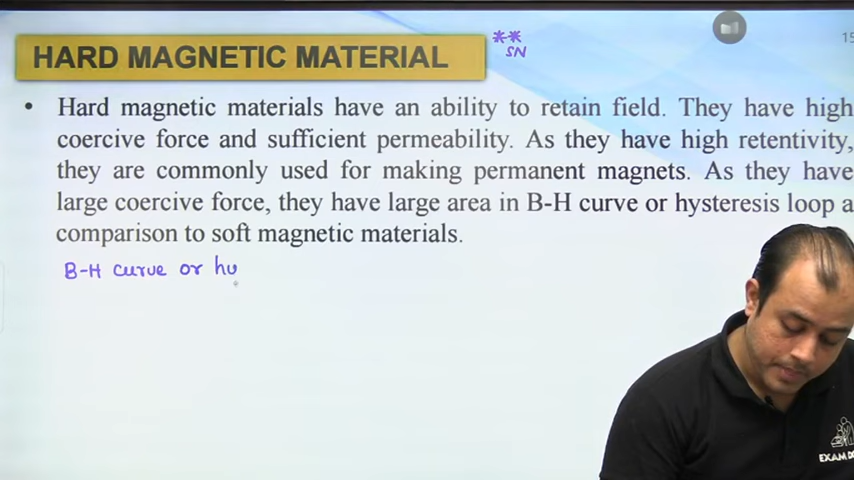 HARD MAGNETIC MATERIAL
**
SN
15
• Hard magnetic materials have an ability to retain field. They have high
coercive force and sufficient permeability. As they have high retentivity,
they are commonly used for making permanent magnets. As they have
large coercive force, they have large area in B-H curve or hysteresis loop a
comparison to soft magnetic materials.
B-H curve or hu